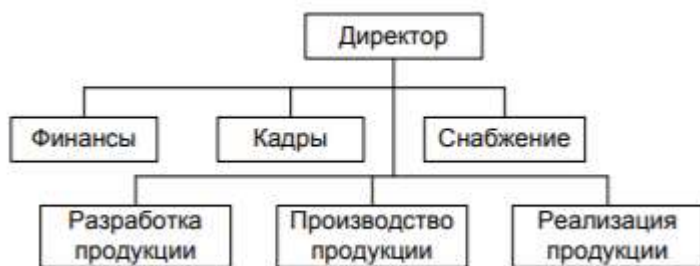 Директор
Финансы
Кадры
Снабжение
Разработка
продукции
Производство
продукции
Реализация
продукции